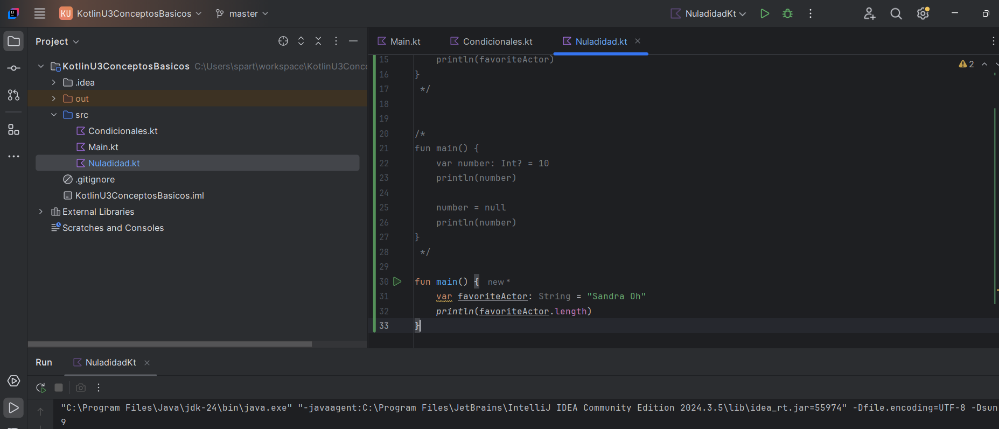 KU KotlinU3ConceptosBasicos master NuladidadKt
Project
Main.kt Condicionales.kt Nuladidad.kt
KotlinU3ConceptosBasicos C:\Users\spart\workspace\KotlinU3Conce
.idea
out
src
Condicionales.kt
Main.kt
Nuladidad.kt
.gitignore
KotlinU3ConceptosBasicos.iml
External Libraries
Scratches and Consoles
2
15 println(favoriteActor)
16 }
17 */
18
19
20 /*
21 fun main() {
22 var number: Int? = 10
23 println(number)
24
25 number = null
26 println(number)
27 }
28 */
29
30 fun main() { new *
31 var favoriteActor: String = "Sandra Oh"
32 println(favoriteActor.length)
33 }
Run NuladidadKt
"C:\Program Files\Java\jdk-24\bin\java.exe" "-javaagent:C:\Program Files\JetBrains\IntelliJ IDEA Community Edition 2024.3.5\lib\idea_rt.jar=55974" -Dfile.encoding=UTF-8 -Dsun
9